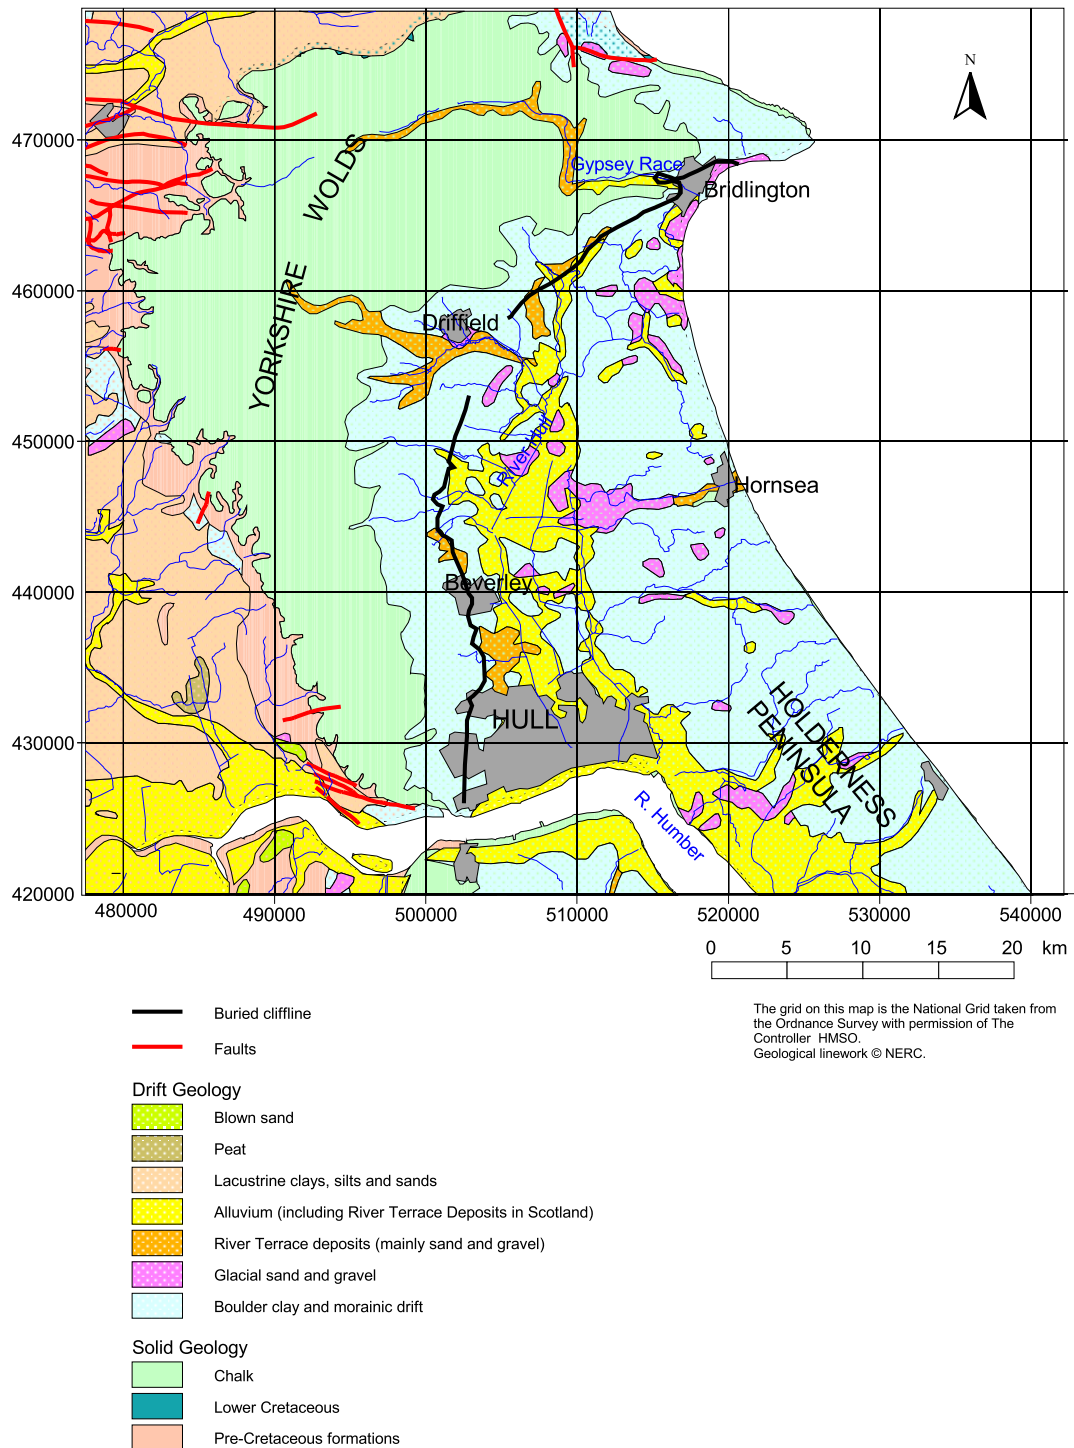 N
470000
460000
450000
440000
430000
420000
WOLDS
YORKSHIRE
Gypsey Race
Bridlington
Driffield
River Hull
Hornsea
Beverley
HULL
HOLDERNESS
PENINSULA
R. Humber
480000 490000 500000 510000 520000 530000 540000
0 5 10 15 20 km
The grid on this map is the National Grid taken from
the Ordnance Survey with permission of The
Controller HMSO.
Geological linework © NERC.
Buried cliffline
Faults
Drift Geology
Blown sand
Peat
Lacustrine clays, silts and sands
Alluvium (including River Terrace Deposits in Scotland)
River Terrace deposits (mainly sand and gravel)
Glacial sand and gravel
Boulder clay and morainic drift
Solid Geology
Chalk
Lower Cretaceous
Pre-Cretaceous formations